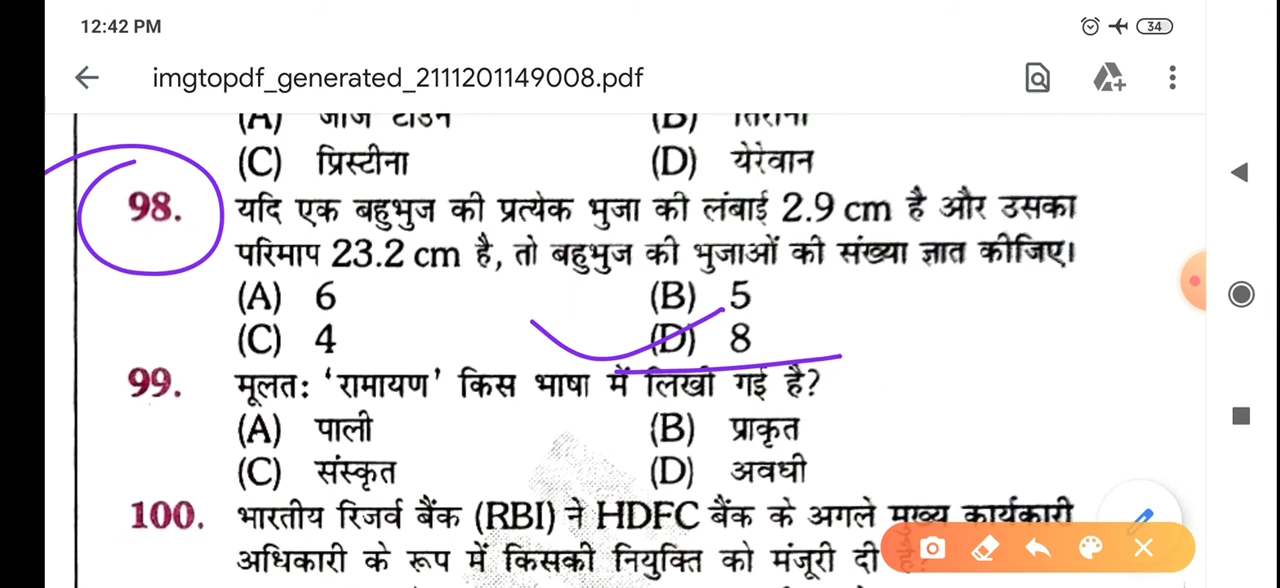 12:42 PM
34
imgtopdf_generated_2111201149008.pdf
(A) जॉर्ज टाउन (B) तिराना
(C) प्रिस्टीना (D) येरेवान
98. यदि एक बहुभुज की प्रत्येक भुजा की लंबाई 2.9 cm है और उसका
परिमाप 23.2 cm है, तो बहुभुज की भुजाओं की संख्या ज्ञात कीजिए।
(A) 6 (B) 5
(C) 4 (D) 8
99. मूलत: ‘रामायण’ किस भाषा में लिखी गई है?
(A) पाली (B) प्राकृत
(C) संस्कृत (D) अवधी
100. भारतीय रिजर्व बैंक (RBI) ने HDFC बैंक के अगले मुख्य कार्यकारी
अधिकारी के रूप में किसकी नियुक्ति को मंजूरी दी